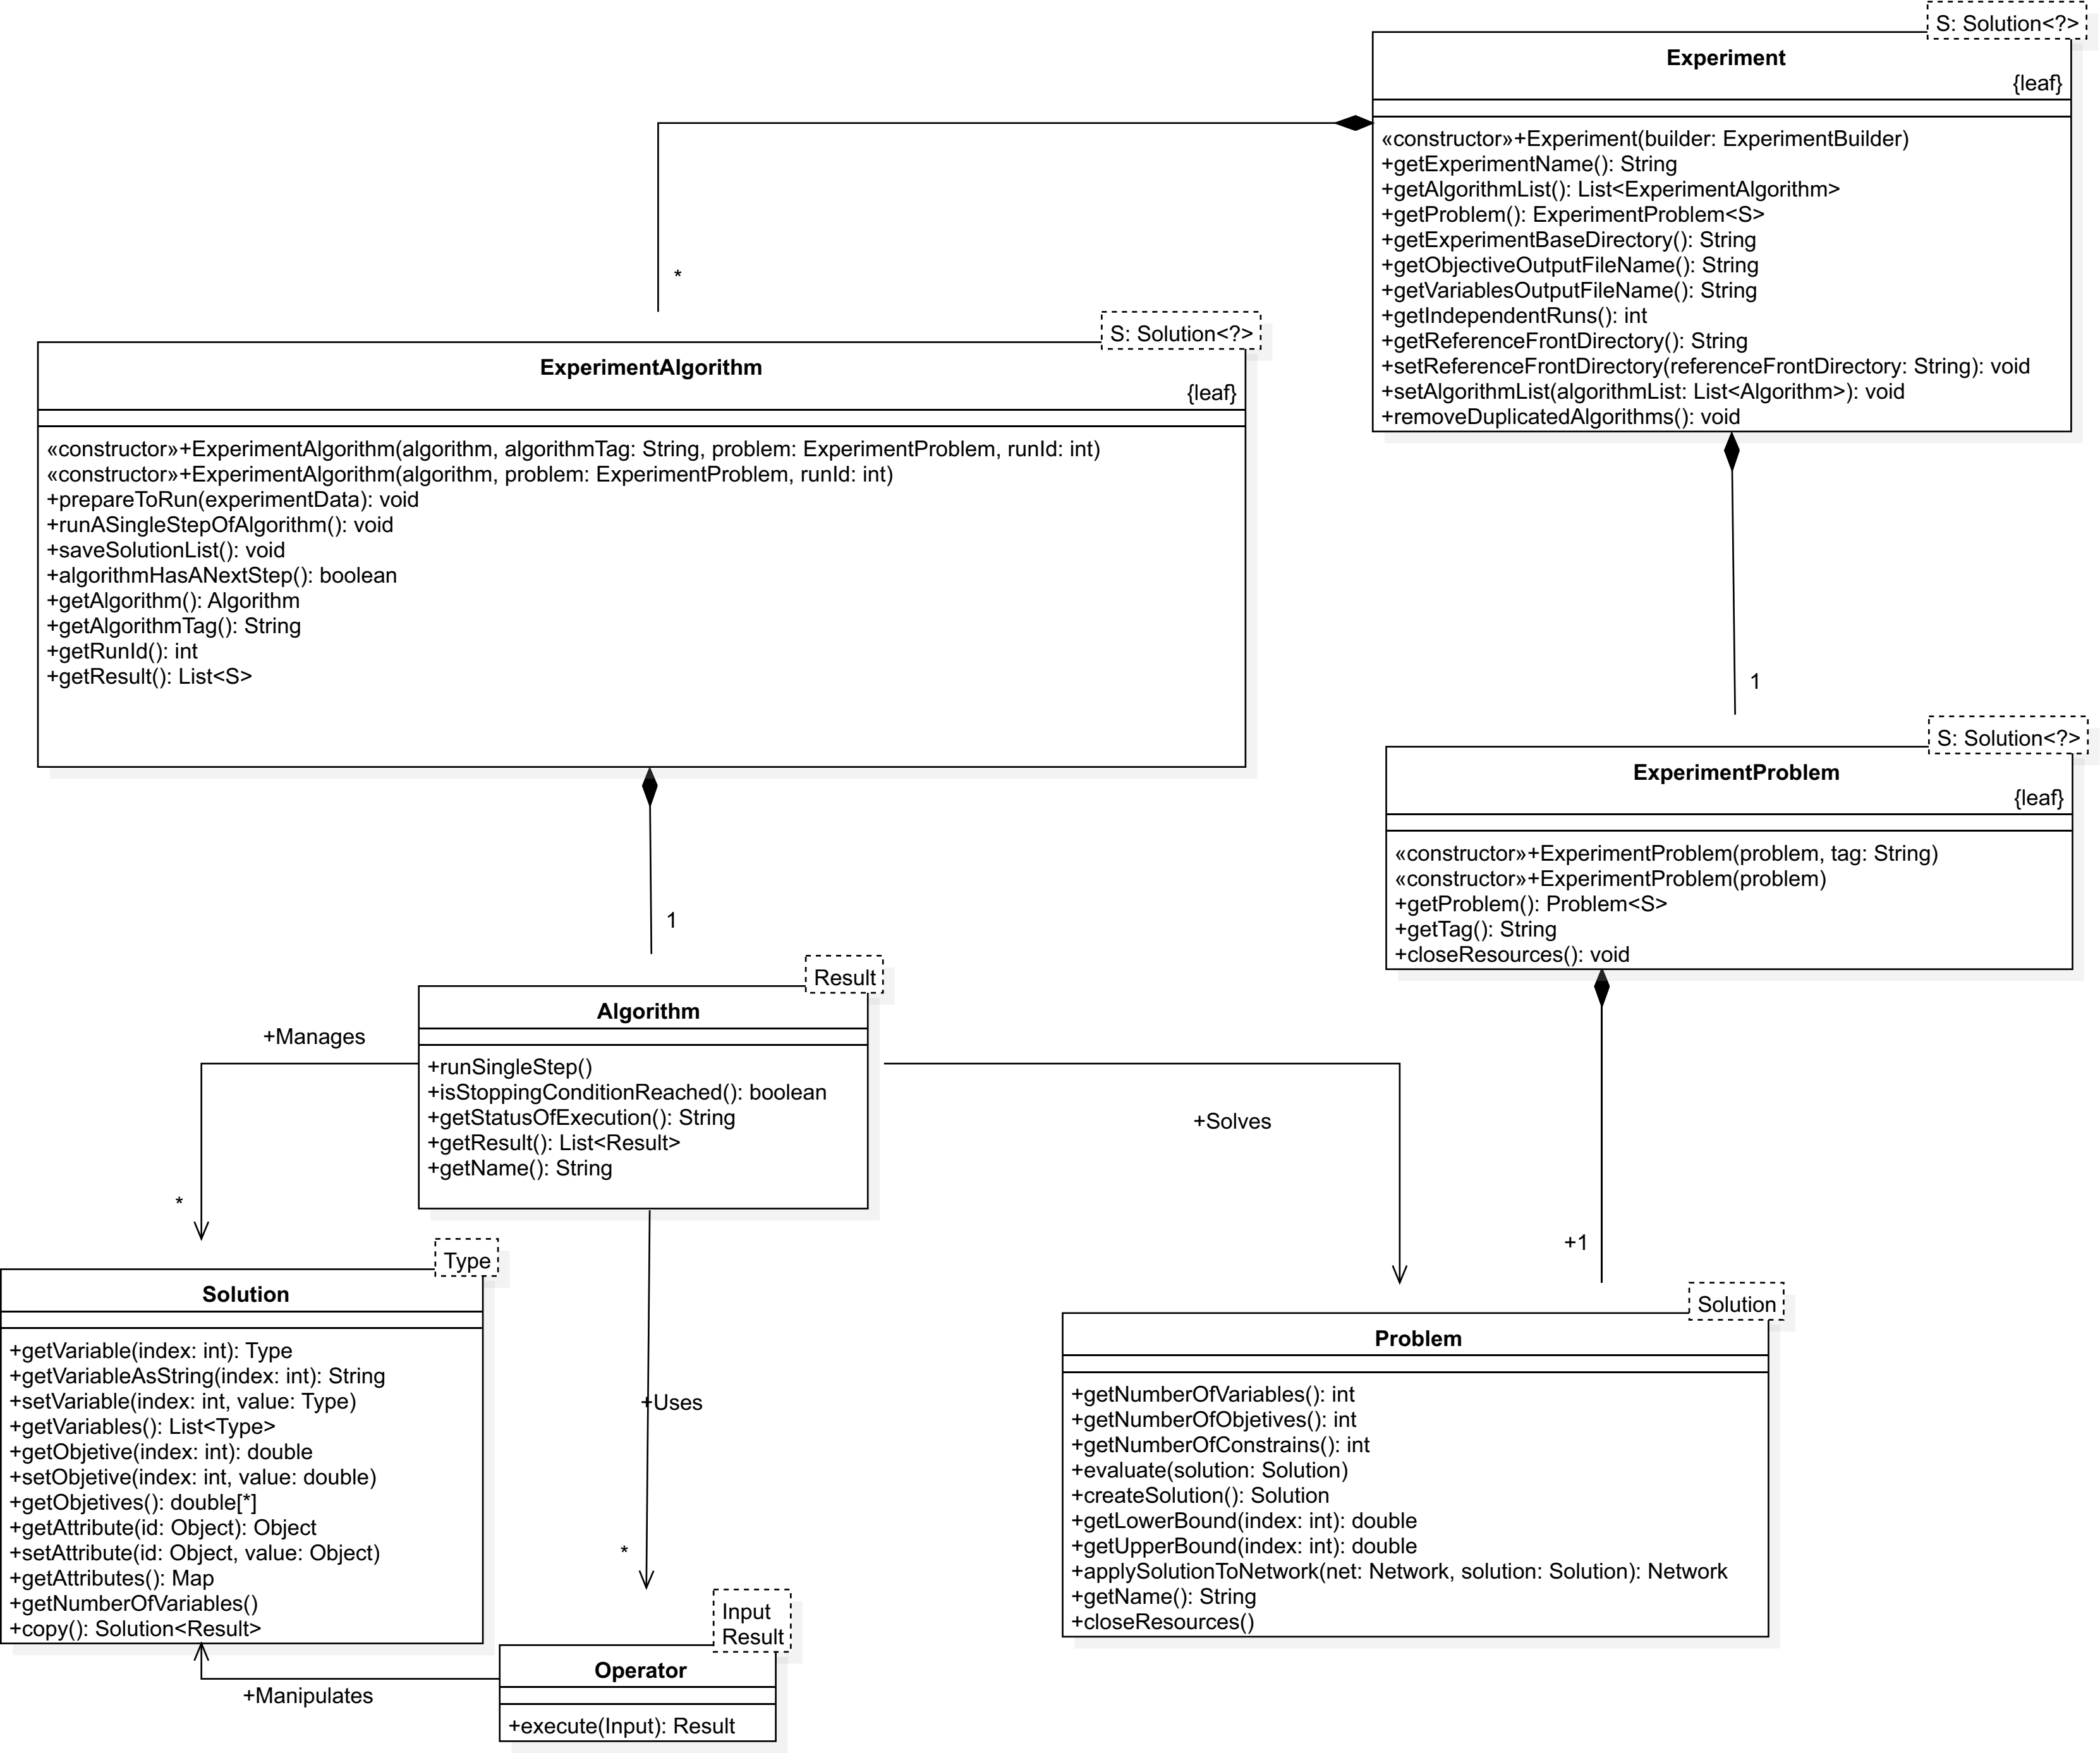 S: Solution<?>
Experiment
{leaf}
«constructor»+Experiment(builder: ExperimentBuilder)
+getExperimentName(): String
+getAlgorithmList(): List<ExperimentAlgorithm>
+getProblem(): ExperimentProblem<S>
+getExperimentBaseDirectory(): String
+getObjectiveOutputFileName(): String
+getVariablesOutputFileName(): String
+getIndependentRuns(): int
+getReferenceFrontDirectory(): String
+setReferenceFrontDirectory(referenceFrontDirectory: String): void
+setAlgorithmList(algorithmList: List<Algorithm>): void
+removeDuplicatedAlgorithms(): void
*
S: Solution<?>
ExperimentAlgorithm
{leaf}
«constructor»+ExperimentAlgorithm(algorithm, algorithmTag: String, problem: ExperimentProblem, runId: int)
«constructor»+ExperimentAlgorithm(algorithm, problem: ExperimentProblem, runId: int)
+prepareToRun(experimentData): void
+runASingleStepOfAlgorithm(): void
+saveSolutionList(): void
+algorithmHasANextStep(): boolean
+getAlgorithm(): Algorithm
+getAlgorithmTag(): String
+getRunId(): int
+getResult(): List<S>
1
S: Solution<?>
ExperimentProblem
{leaf}
«constructor»+ExperimentProblem(problem, tag: String)
«constructor»+ExperimentProblem(problem)
+getProblem(): Problem<S>
+getTag(): String
+closeResources(): void
1
Result
Algorithm
+runSingleStep()
+isStoppingConditionReached(): boolean
+getStatusOfExecution(): String
+getResult(): List<Result>
+getName(): String
+Manages
*
+Solves
+1
Type
Solution
+getVariable(index: int): Type
+getVariableAsString(index: int): String
+setVariable(index: int, value: Type)
+getVariables(): List<Type>
+getObjetive(index: int): double
+setObjetive(index: int, value: double)
+getObjetives(): double[*]
+getAttribute(id: Object): Object
+setAttribute(id: Object, value: Object)
+getAttributes(): Map
+getNumberOfVariables()
+copy(): Solution<Result>
+Uses
*
Solution
Problem
+getNumberOfVariables(): int
+getNumberOfObjetives(): int
+getNumberOfConstrains(): int
+evaluate(solution: Solution)
+createSolution(): Solution
+getLowerBound(index: int): double
+getUpperBound(index: int): double
+applySolutionToNetwork(net: Network, solution: Solution): Network
+getName(): String
+closeResources()
Input
Result
Operator
+execute(Input): Result
+Manipulates